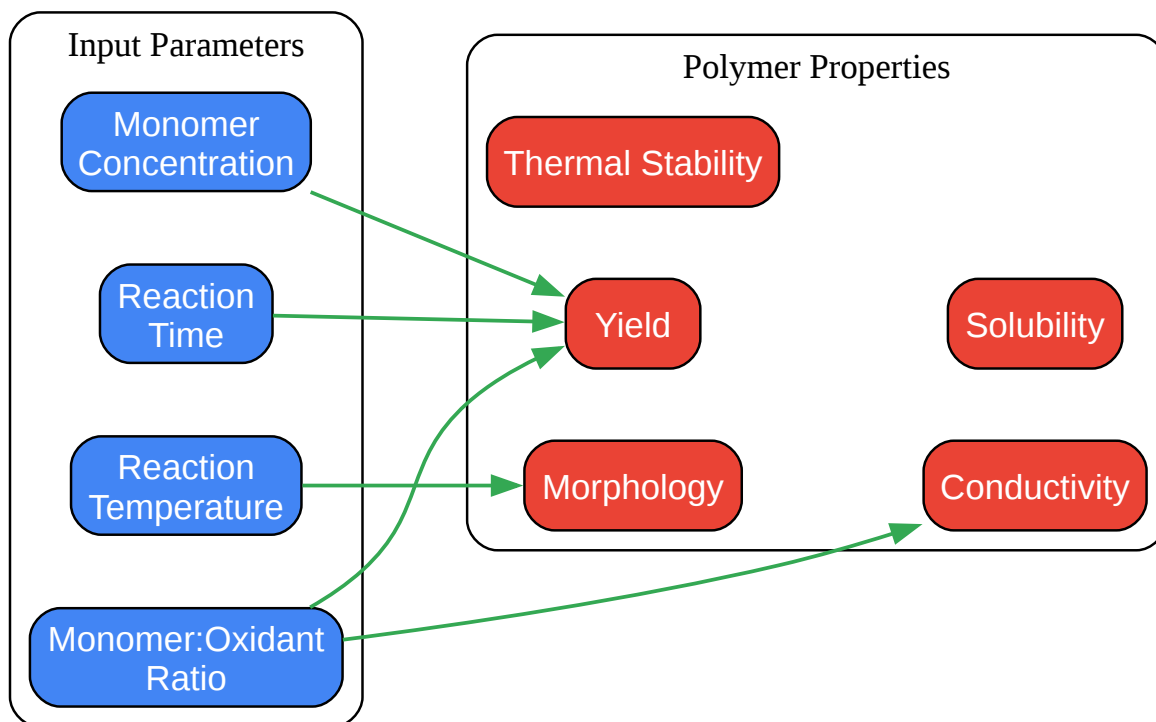 Input Parameters
Monomer
Concentration
Reaction
Time
Reaction
Temperature
Monomer:Oxidant
Ratio
Polymer Properties
Thermal Stability
Yield
Solubility
Morphology
Conductivity